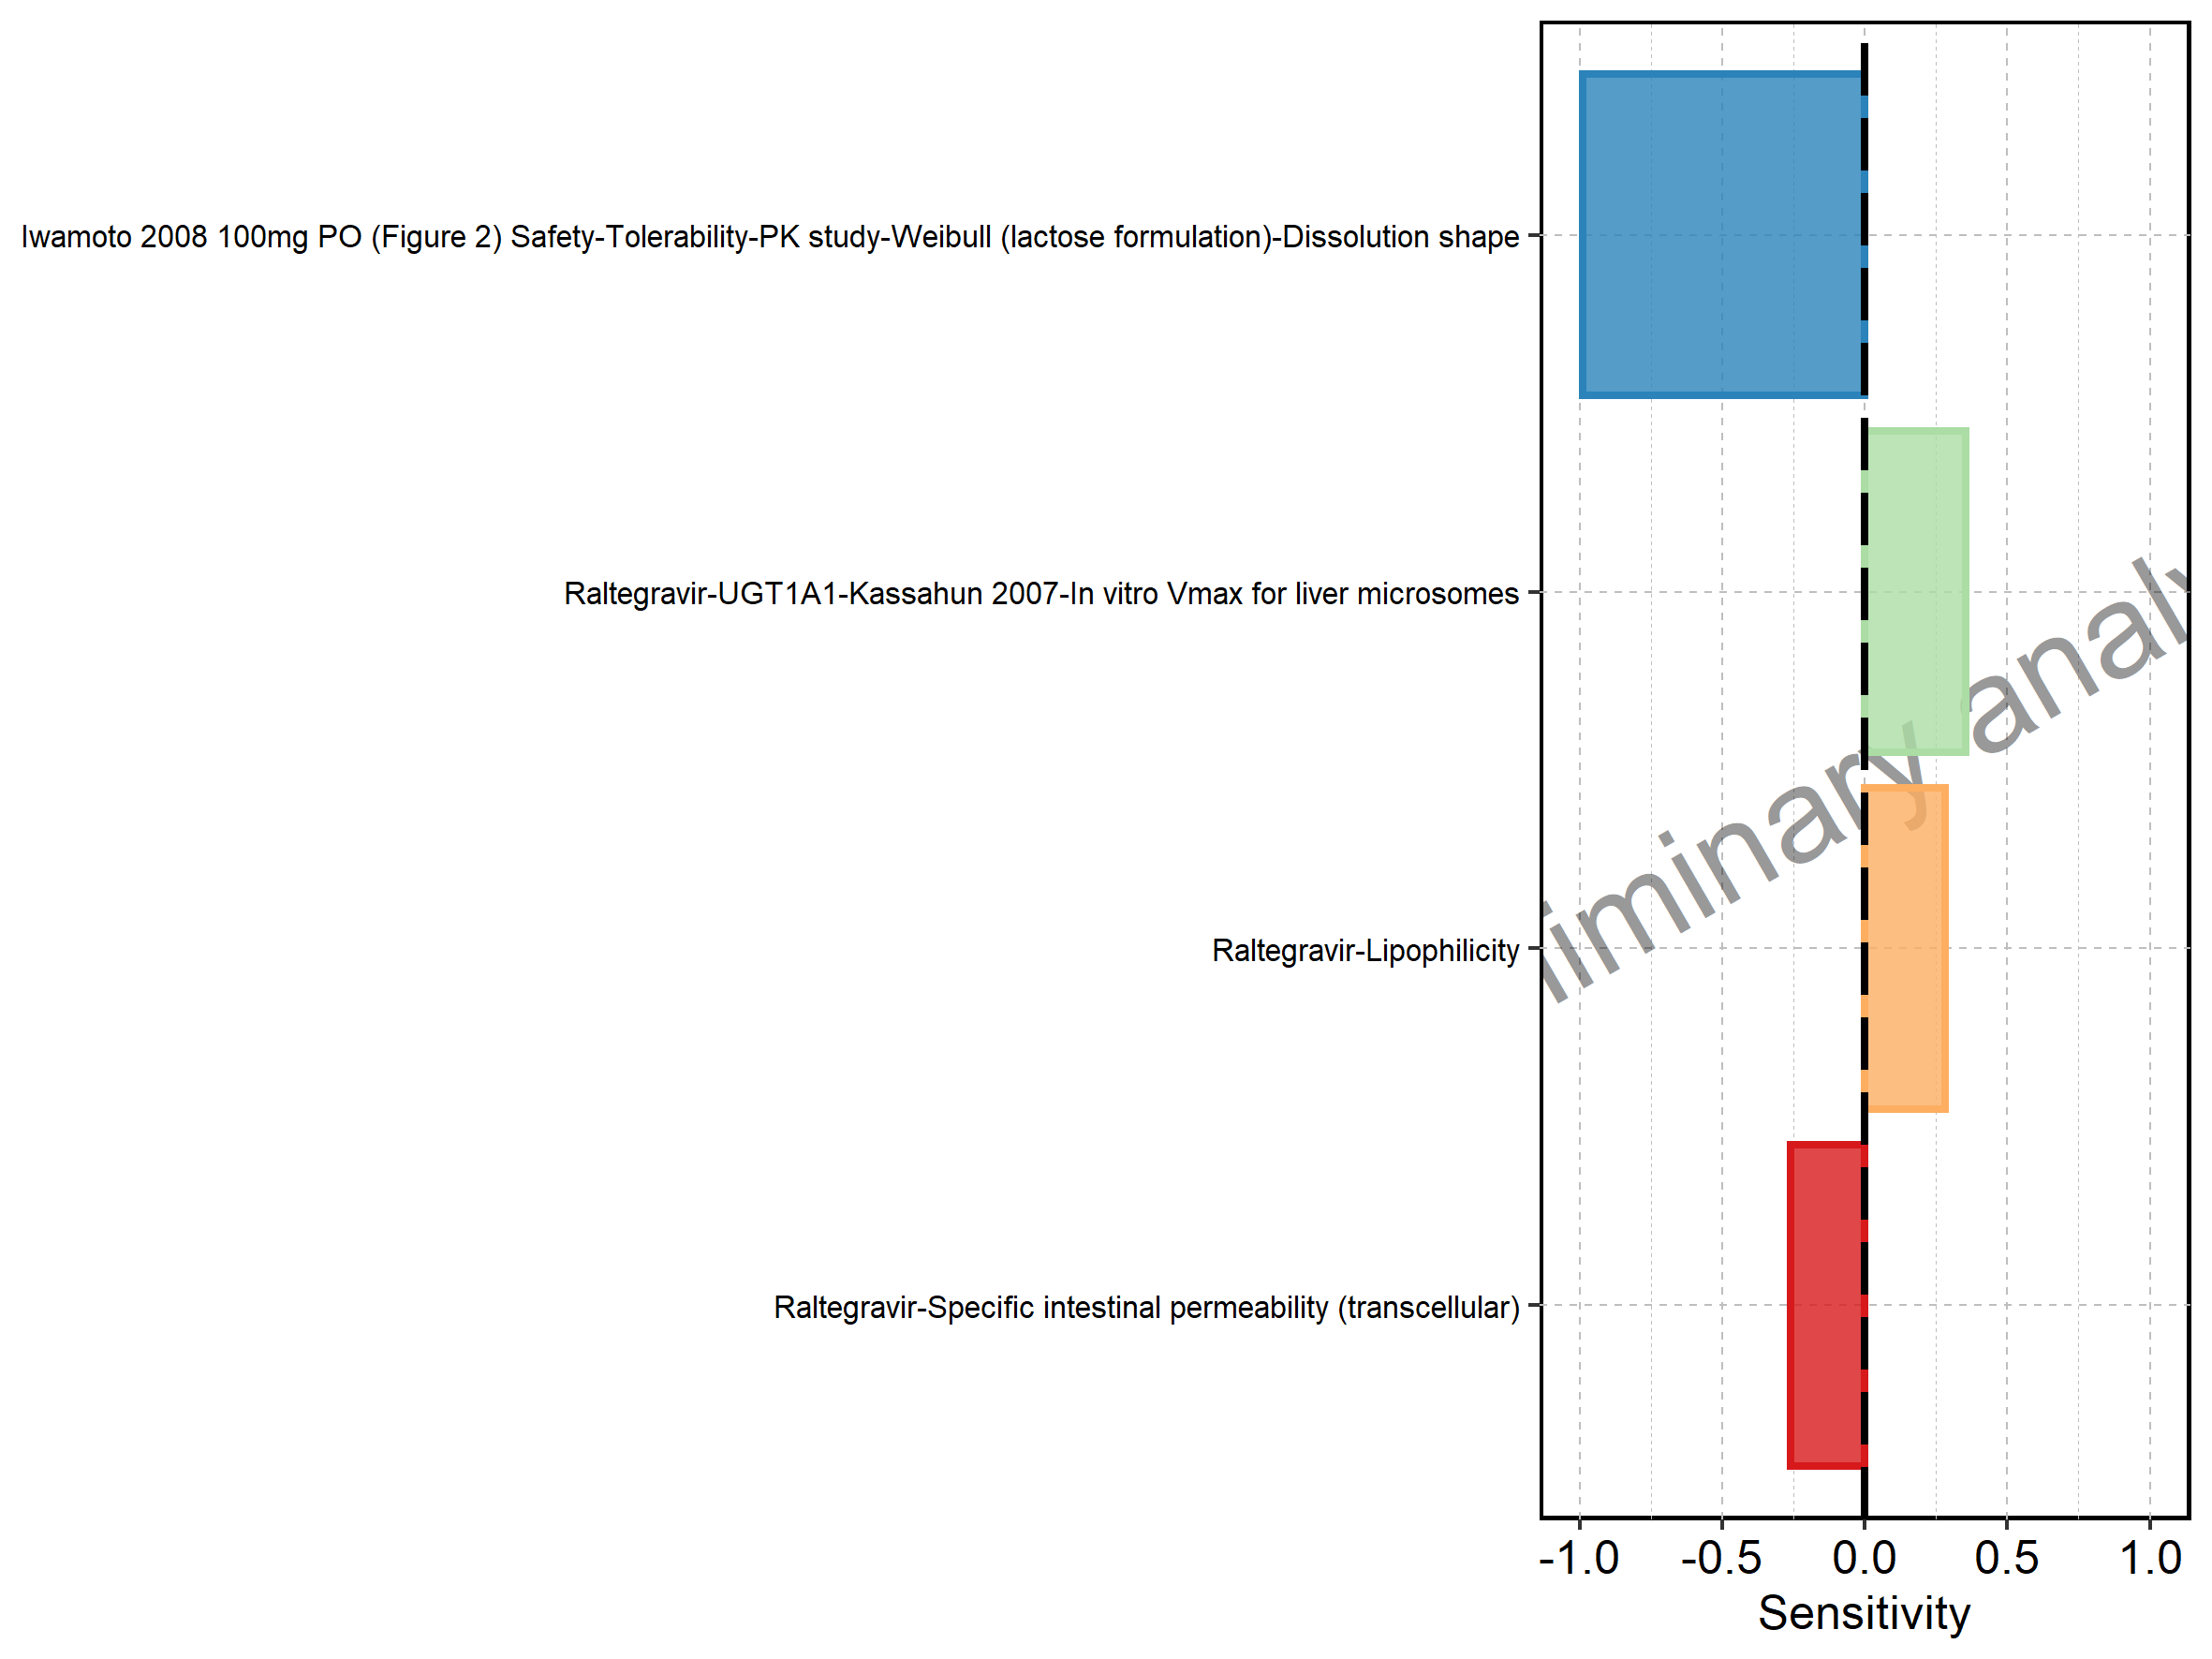 Iwamoto 2008 100mg PO (Figure 2) Safety-Tolerability-PK study-Weibull (lactose formulation)-Dissolution shape
Raltegravir-UGT1A1-Kassahun 2007-In vitro Vmax for liver microsomes
Raltegravir-Lipophilicity
Raltegravir-Specific intestinal permeability (transcellular)
iminary analy
-1.0 -0.5 0.0 0.5 1.0
Sensitivity